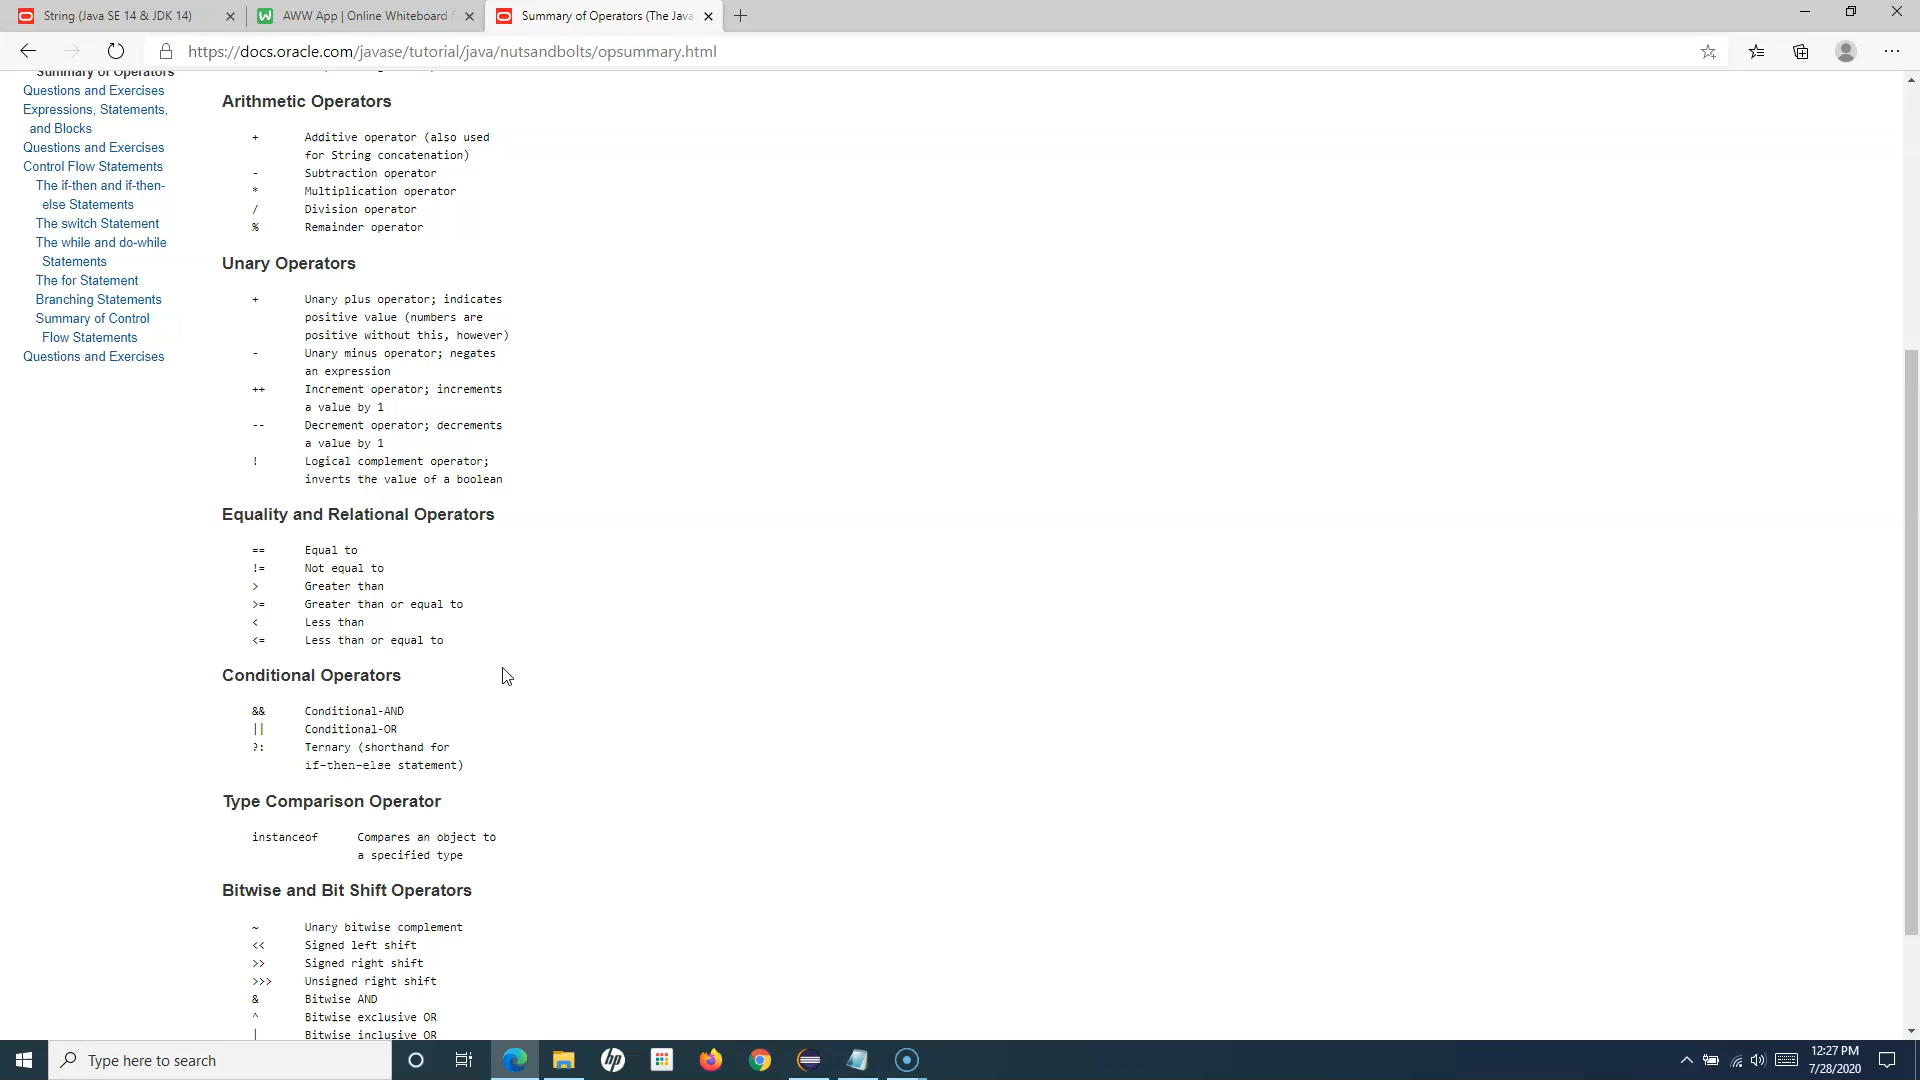 String (Java SE 14 & JDK 14)
AWW App | Online Whiteboard f
Summary of Operators (The Java
https://docs.oracle.com/javase/tutorial/java/nutsandbolts/opsummary.html
Summary of Operators
Questions and Exercises
Expressions, Statements,
and Blocks
Questions and Exercises
Control Flow Statements
The if-then and if-then-
else Statements
The switch Statement
The while and do-while
Statements
The for Statement
Branching Statements
Summary of Control
Flow Statements
Questions and Exercises
Arithmetic Operators
+ Additive operator (also used
for String concatenation)
- Subtraction operator
* Multiplication operator
/ Division operator
% Remainder operator
Unary Operators
+ Unary plus operator; indicates
positive value (numbers are
positive without this, however)
- Unary minus operator; negates
an expression
++ Increment operator; increments
a value by 1
-- Decrement operator; decrements
a value by 1
! Logical complement operator;
inverts the value of a boolean
Equality and Relational Operators
== Equal to
!= Not equal to
> Greater than
>= Greater than or equal to
< Less than
<= Less than or equal to
Conditional Operators
&& Conditional-AND
|| Conditional-OR
?: Ternary (shorthand for
if-then-else statement)
Type Comparison Operator
instanceof Compares an object to
a specified type
Bitwise and Bit Shift Operators
~ Unary bitwise complement
<< Signed left shift
>> Signed right shift
>>> Unsigned right shift
& Bitwise AND
^ Bitwise exclusive OR
| Bitwise inclusive OR
Type here to search
hp
12:27 PM
7/28/2020